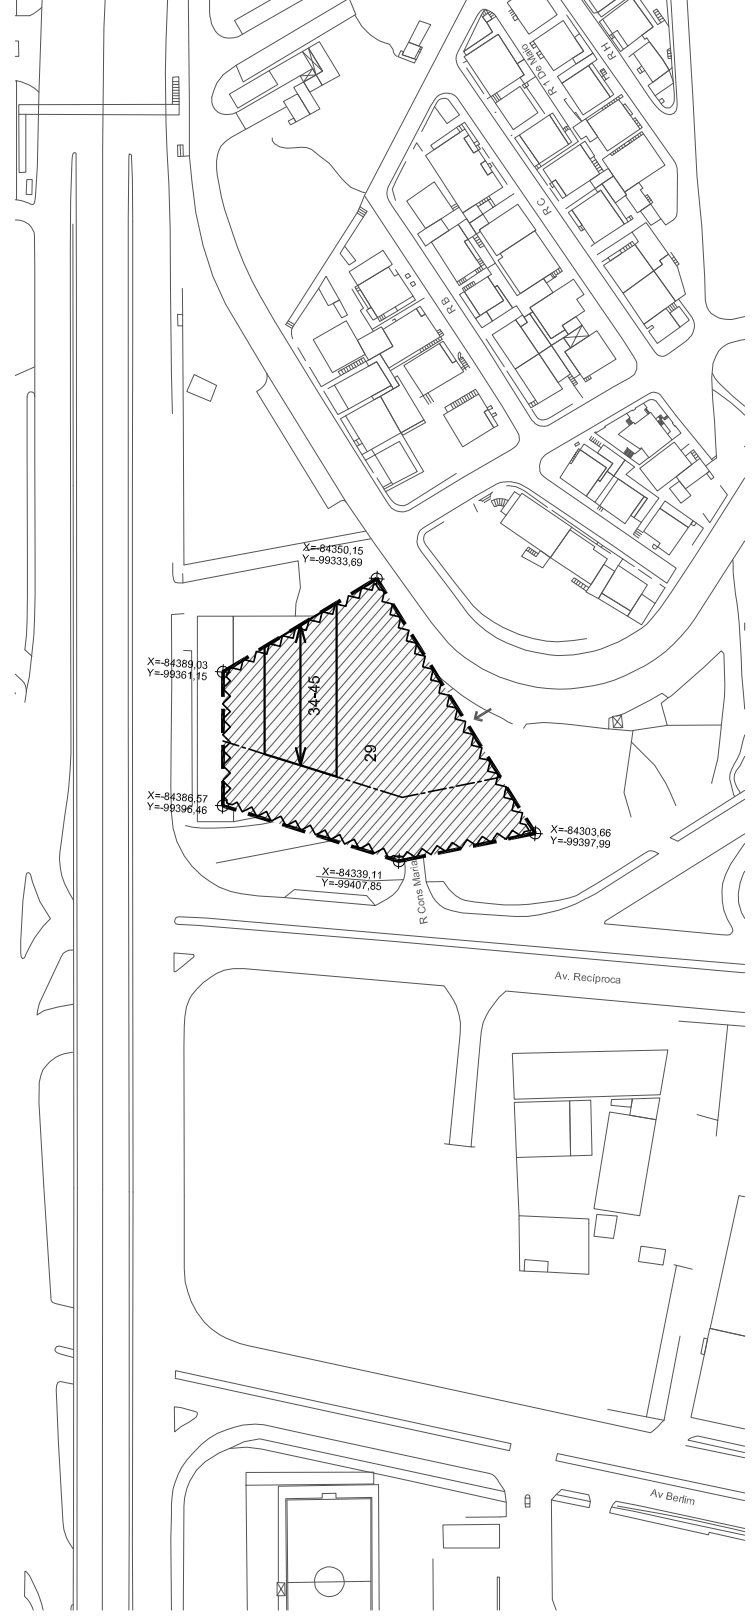 R H
R 1 De Maio
R C
R B
X=-84350,15
Y=-99333,69
X=-84389,03
Y=-99361,15
34-45
29
X=-84386,57
Y=-99396,46
X=-84303,66
Y=-99397,99
X=-84339,11
Y=-99407,85
R Cons Maria
Av. Recíproca
Av Berlim